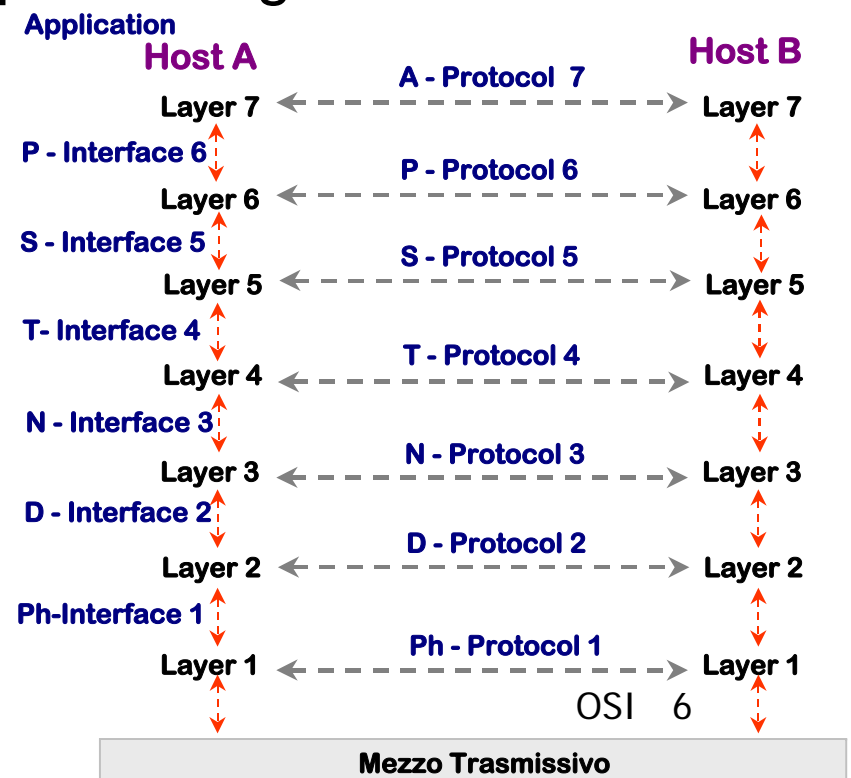 Application
Host A
Host B
A - Protocol 7
Layer 7
Layer 7
P - Interface 6
P - Protocol 6
Layer 6
Layer 6
S - Interface 5
S - Protocol 5
Layer 5
Layer 5
T- Interface 4
T - Protocol 4
Layer 4
Layer 4
N - Interface 3
N - Protocol 3
Layer 3
Layer 3
D - Interface 2
D - Protocol 2
Layer 2
Layer 2
Ph-Interface 1
Ph - Protocol 1
Layer 1
Layer 1
OSI 6
Mezzo Trasmissivo